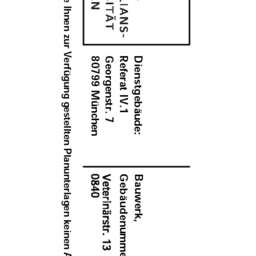 LIANS-
ITÄT
N
Dienstgebäude:
Referat IV.1
Georgenstr. 7
80799 München
Bauwerk,
Gebäudenumme
Veterinärstr. 13
0840
e Ihnen zur Verfügung gestellten Planunterlagen keinen A